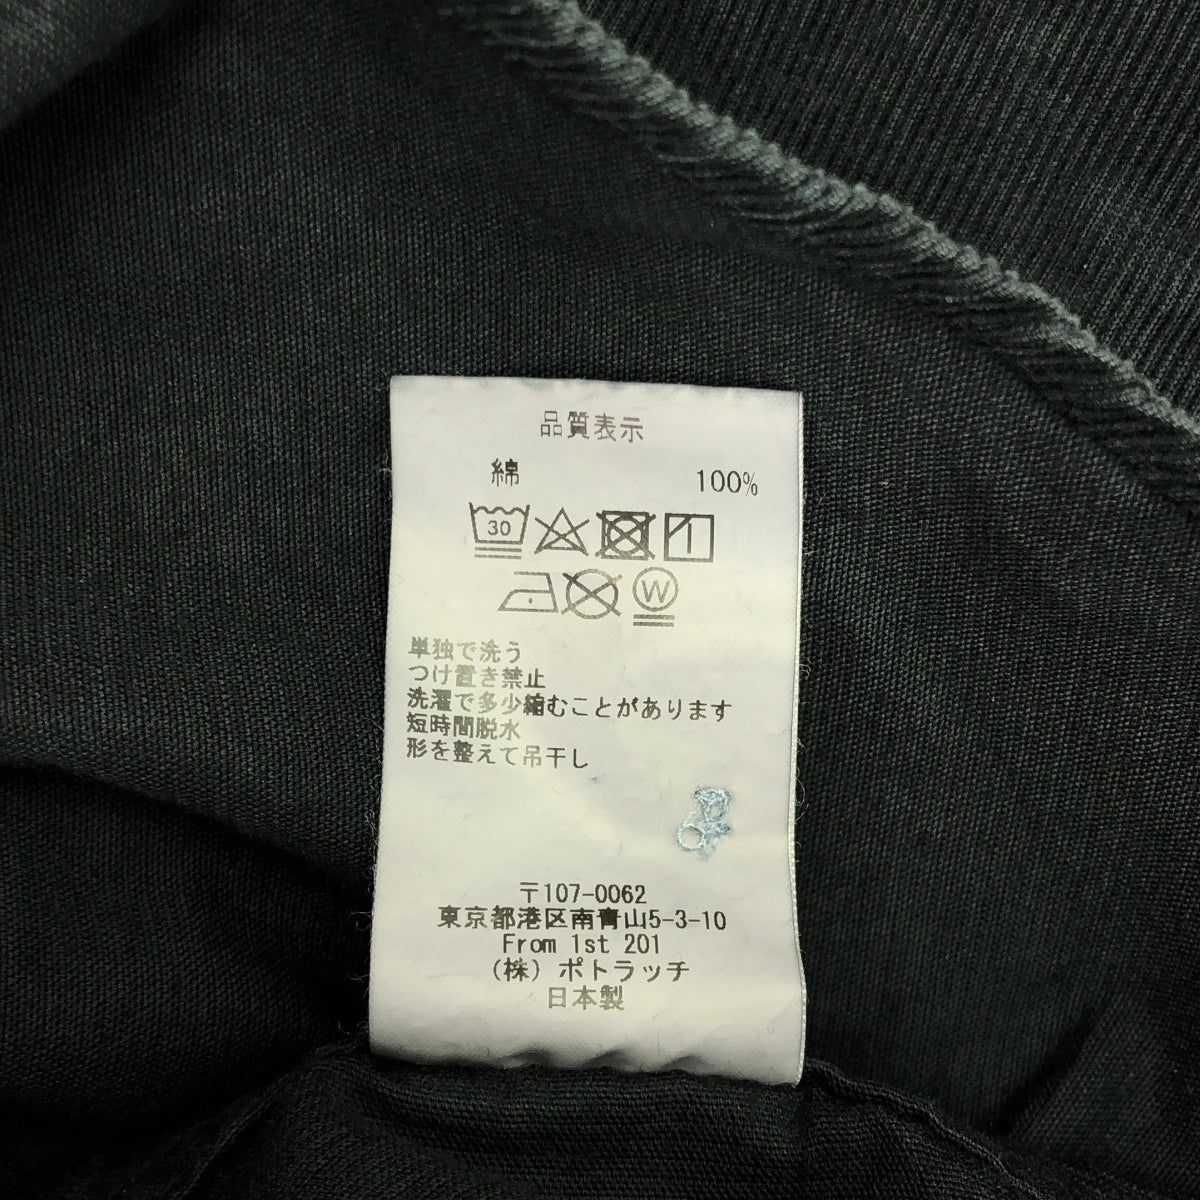 品質表示
綿 100%
30
W
単独で洗う
つけ置き禁止
洗濯で多少縮むことがあります
短時間脱水
形を整えて吊干し
〒107-0062
東京都港区南青山5-3-10
From 1st 201
(株) ポトラッチ
日本製